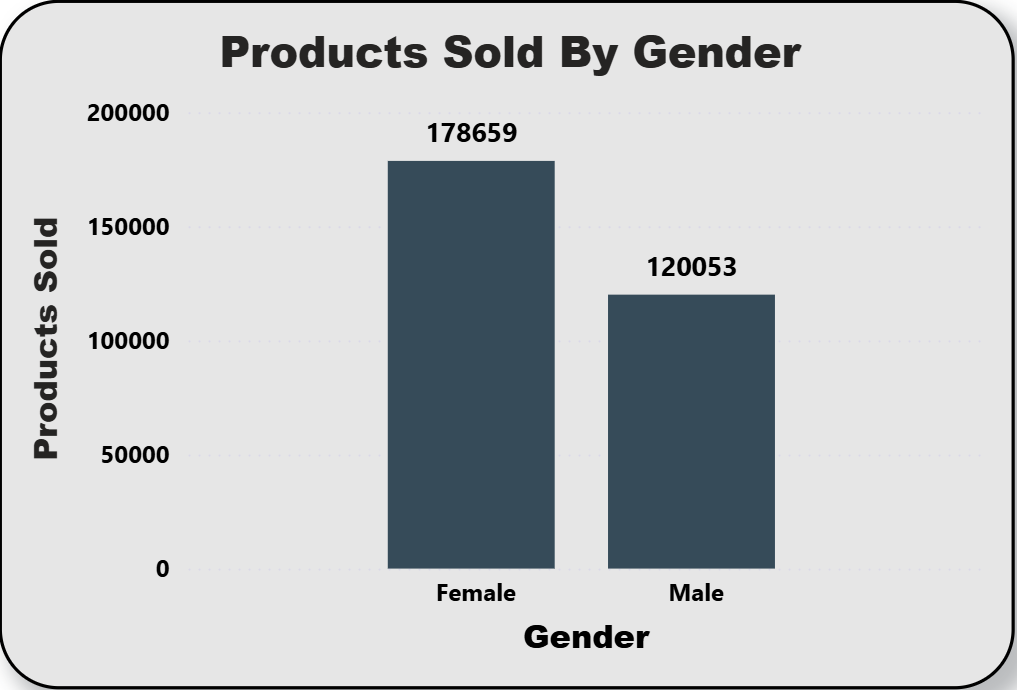 Products Sold By Gender
Products Sold
200000
150000
100000
50000
0
178659
120053
Female
Male
Gender